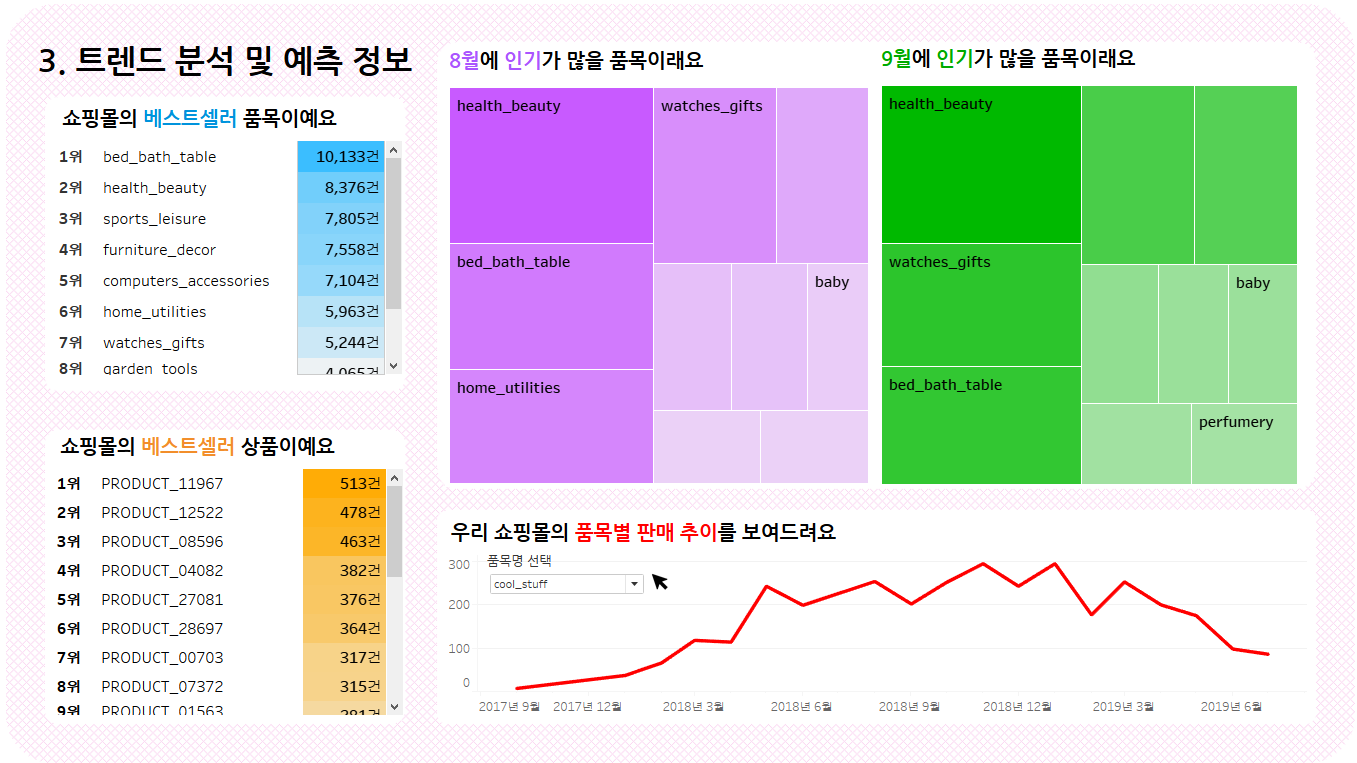 3. 트렌드 분석 및 예측 정보
쇼핑몰의 베스트셀러 품목이예요
1위 bed_bath_table 10,133건
2위 health_beauty 8,376건
3위 sports_leisure 7,805건
4위 furniture_decor 7,558건
5위 computers_accessories 7,104건
6위 home_utilities 5,963건
7위 watches_gifts 5,244건
8위 garden_tools 4,065건
쇼핑몰의 베스트셀러 상품이예요
1위 PRODUCT_11967 513건
2위 PRODUCT_12522 478건
3위 PRODUCT_08596 463건
4위 PRODUCT_04082 382건
5위 PRODUCT_27081 376건
6위 PRODUCT_28697 364건
7위 PRODUCT_00703 317건
8위 PRODUCT_07372 315건
9위 PRODUCT_01563
8월에 인기가 많을 품목이래요
health_beauty
watches_gifts
bed_bath_table
baby
home_utilities
9월에 인기가 많을 품목이래요
health_beauty
watches_gifts
baby
bed_bath_table
perfumery
우리 쇼핑몰의 품목별 판매 추이를 보여드려요
품목명 선택
cool_stuff
300
200
100
0
2017년 9월 2017년 12월 2018년 3월 2018년 6월 2018년 9월 2018년 12월 2019년 3월 2019년 6월